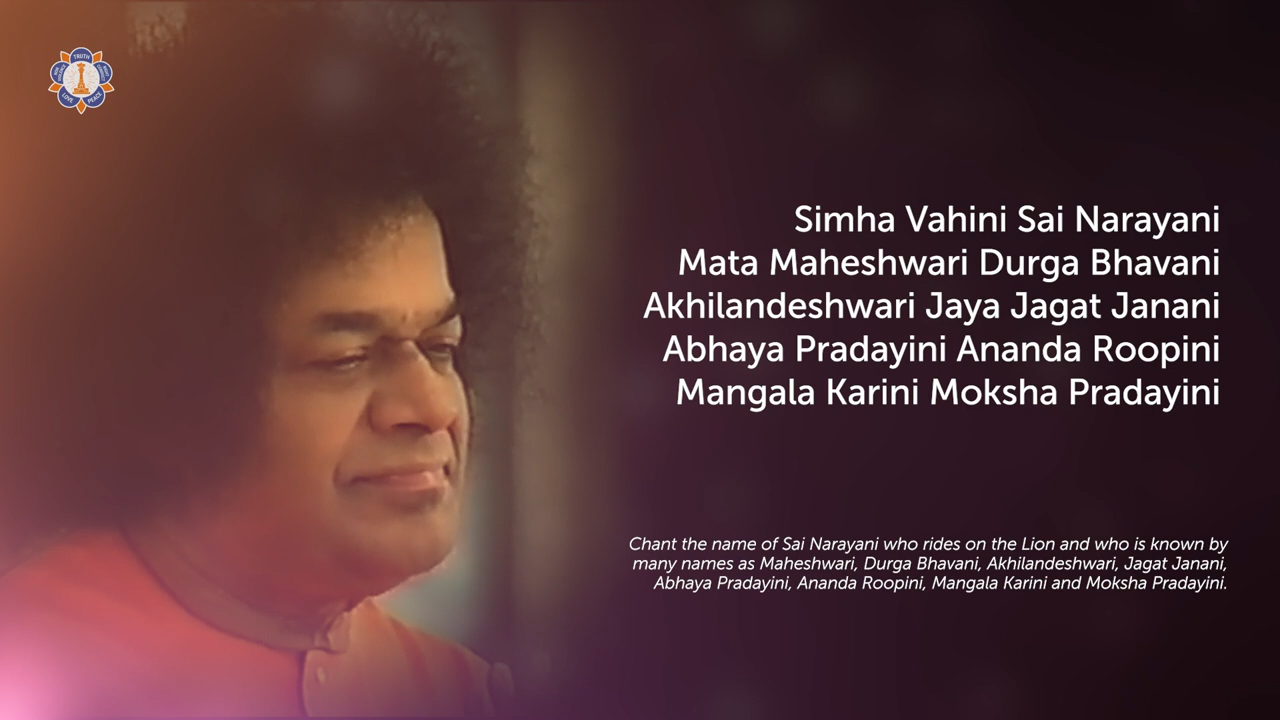 TRUTH
LOVE
PEACE
Simha Vahini Sai Narayani
Mata Maheshwari Durga Bhavani
Akhilandeshwari Jaya Jagat Janani
Abhaya Pradayini Ananda Roopini
Mangala Karini Moksha Pradayini
Chant the name of Sai Narayani who rides on the Lion and who is known by
many names as Maheshwari, Durga Bhavani, Akhilandeshwari, Jagat Janani,
Abhaya Pradayini, Ananda Roopini, Mangala Karini and Moksha Pradayini.